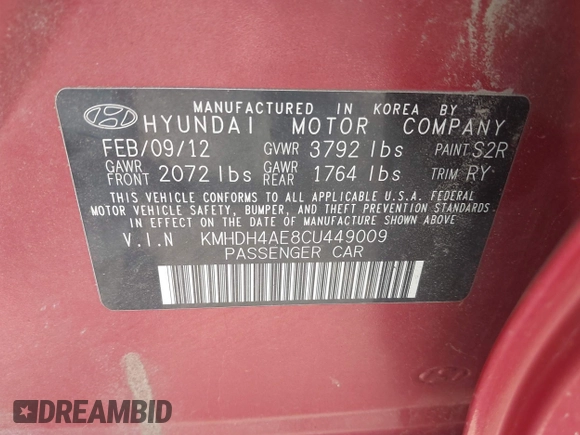 MANUFACTURED IN KOREA BY
HYUNDAI MOTOR COMPANY
FEB/09/12 GVWR 3792 lbs PAINT S2R
GAWR FRONT 2072 lbs GAWR REAR 1764 lbs TRIM RY
THIS VEHICLE CONFORMS TO ALL APPLICABLE U.S.A. FEDERAL
MOTOR VEHICLE SAFETY, BUMPER, AND THEFT PREVENTION
STANDARDS IN EFFECT ON THE DATE OF MANUFACTURE SHOWN ABOVE.
V.I.N KMHDH4AE8CU449009
PASSENGER CAR
DREAMBID